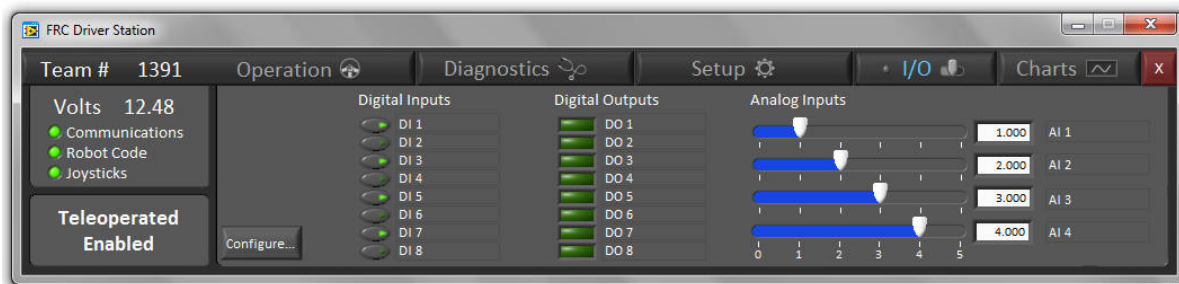 FRC Driver Station
Team # 1391
Operation
Diagnostics
Setup
I/O
Charts
X
Volts 12.48
Communications
Robot Code
Joysticks
Teleoperated
Enabled
Configure...
Digital Inputs
DI 1
DI 2
DI 3
DI 4
DI 5
DI 6
DI 7
DI 8
Digital Outputs
DO 1
DO 2
DO 3
DO 4
DO 5
DO 6
DO 7
DO 8
Analog Inputs
1.000 AI 1
2.000 AI 2
3.000 AI 3
4.000 AI 4
0 1 2 3 4 5